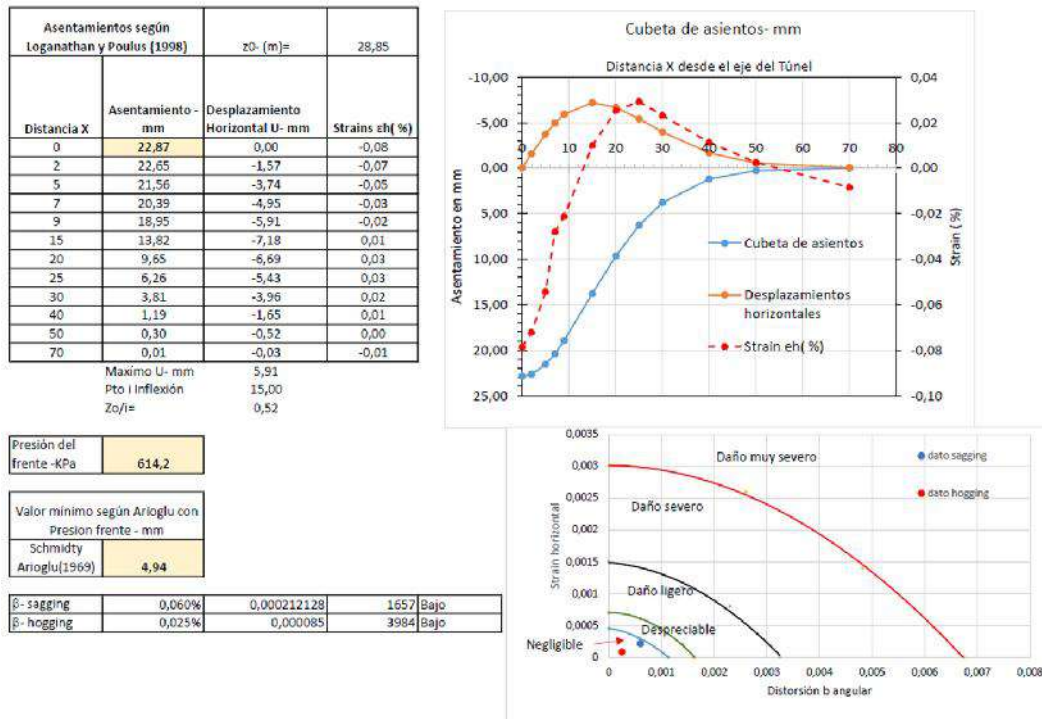 Asentamientos según
Loganathan y Poulus (1998)
z0- (m)=
28,85
Distancia X
Asentamiento -
mm
Desplazamiento
Horizontal U- mm
Strains εh( %)
0 22,87 0,00 -0,08
2 22,65 -1,57 -0,07
5 21,56 -3,74 -0,05
7 20,39 -4,95 -0,03
9 18,95 -5,91 -0,02
15 13,82 -7,18 0,01
20 9,65 -6,69 0,03
25 6,26 -5,43 0,03
30 3,81 -3,96 0,02
40 1,19 -1,65 0,01
50 0,30 -0,52 0,00
70 0,01 -0,03 -0,01
Maximo U- mm 5,91
Pto i Inflexión 15,00
Zo/i= 0,52
Presión del
frente -KPa
614,2
Valor mínimo según Arioglu con
Presion frente - mm
Schmidty
Arioglu(1969)
4,94
β- sagging 0,060% 0,000212128 1657 Bajo
β- hogging 0,025% 0,000085 3984 Bajo
Cubeta de asientos- mm
Distancia X desde el eje del Túnel
-10,00
-5,00
0,00
5,00
10,00
15,00
20,00
25,00
Asentamiento en mm
0 10 20 30 40 50 60 70 80
0,04
0,02
0,00
-0,02
-0,04
-0,06
-0,08
-0,10
Strain ( %)
Cubeta de asientos
Desplazamientos
horizontales
Strain eh( %)
0,0035
0,003
0,0025
0,002
0,0015
0,001
0,0005
0
Strain horizontal
Daño muy severo
Daño severo
Daño ligero
Despreciable
Negligible
dato sagging
dato hogging
0 0,001 0,002 0,003 0,004 0,005 0,006 0,007 0,008
Distorsión b angular